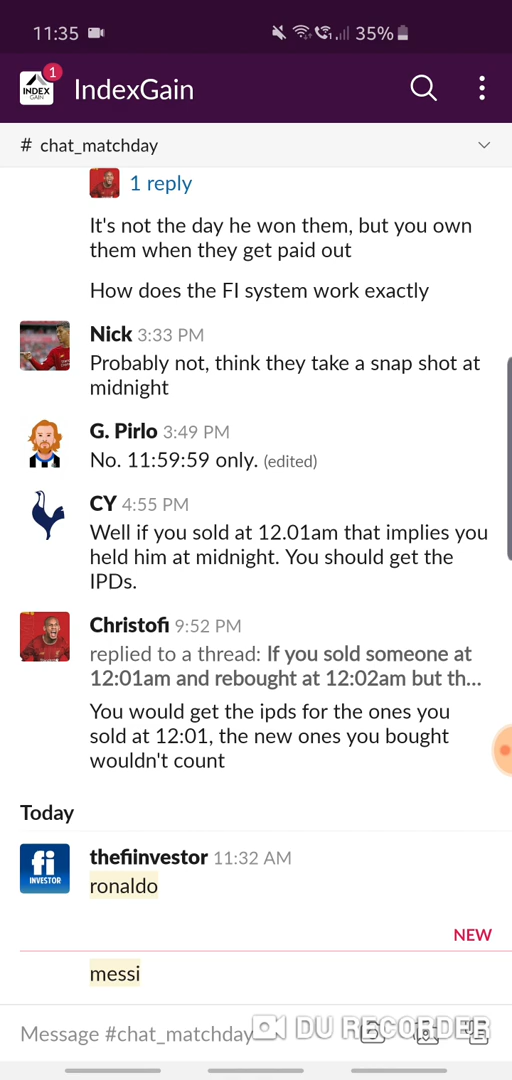 11:35 35%
1
INDEX
GAIN
IndexGain
# chat_matchday
1 reply
It's not the day he won them, but you own
them when they get paid out
How does the FI system work exactly
Nick 3:33 PM
Probably not, think they take a snap shot at
midnight
G. Pirlo 3:49 PM
No. 11:59:59 only. (edited)
CY 4:55 PM
Well if you sold at 12.01am that implies you
held him at midnight. You should get the
IPDs.
Christofi 9:52 PM
replied to a thread: If you sold someone at
12:01am and rebought at 12:02am but th...
You would get the ipds for the ones you
sold at 12:01, the new ones you bought
wouldn't count
Today
fi
INVESTOR
thefiinvestor 11:32 AM
ronaldo
NEW
messi
Message #chat_matchday
DU RECORDER